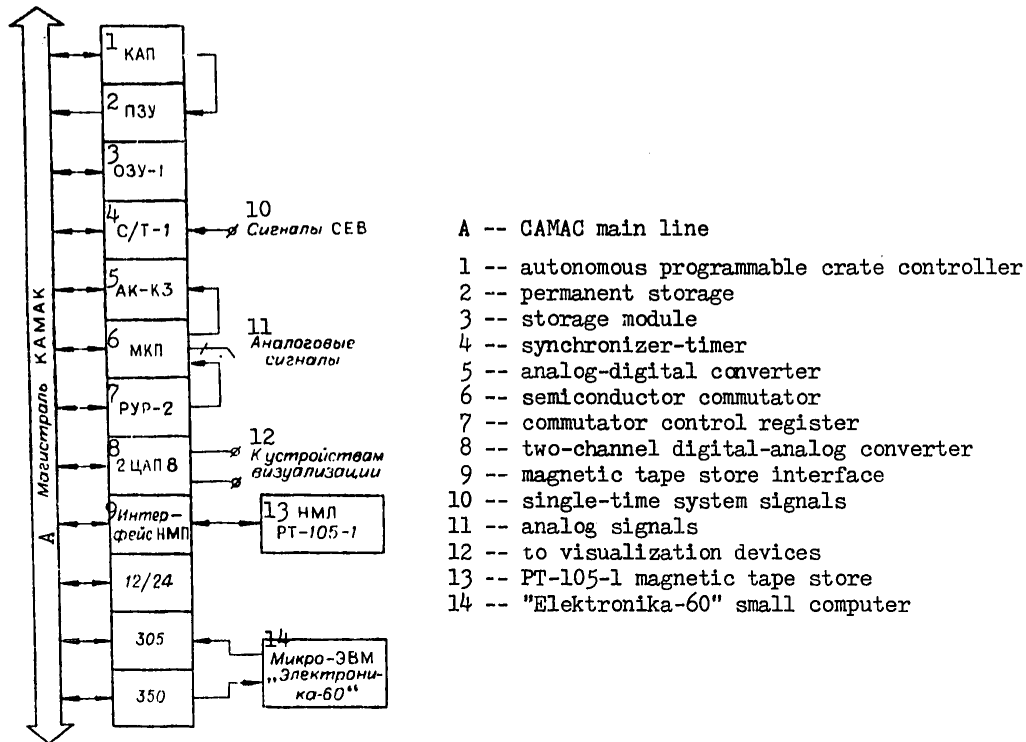 1 КАП
2 ПЗУ
3 ОЗУ-1
4 С/Т-1
10
Сигналы СЕВ
5 АК-К3
6 МКП
11
Аналоговые
сигналы
7 РУР-2
8 2 ЦАП 8
12
К устройствам
визуализации
9 Интер-
фейс НМП
13 НМЛ
РТ-105-1
12/24
305
350
14
Микро-ЭВМ
„Электрони-
ка-60“
А Магистраль КАМАК
A -- CAMAC main line
1 -- autonomous programmable crate controller
2 -- permanent storage
3 -- storage module
4 -- synchronizer-timer
5 -- analog-digital converter
6 -- semiconductor commutator
7 -- commutator control register
8 -- two-channel digital-analog converter
9 -- magnetic tape store interface
10 -- single-time system signals
11 -- analog signals
12 -- to visualization devices
13 -- PT-105-1 magnetic tape store
14 -- "Elektronika-60" small computer